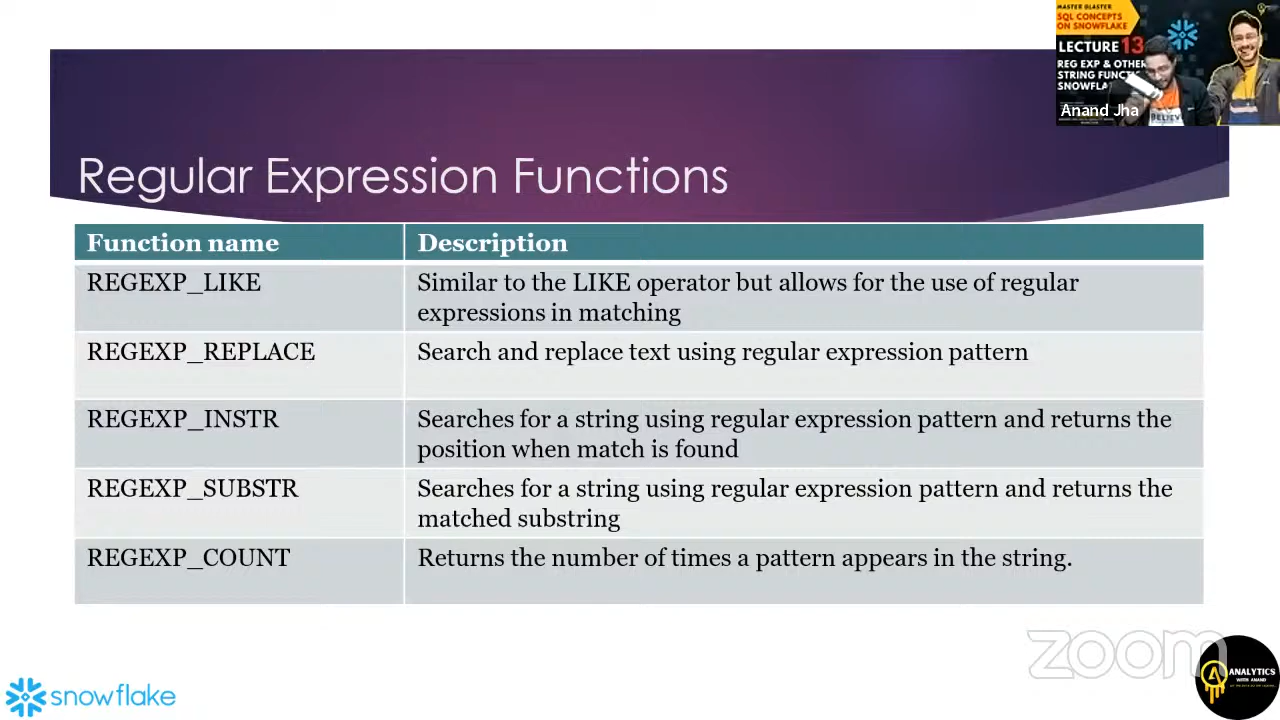 MASTER BLASTER
SQL CONCEPTS
ON SNOWFLAKE
LECTURE 13
REG EXP & OTHER
STRING FUNCT
SNOWFLA
Anand Jha
BELIEVE
Regular Expression Functions
Function name Description
REGEXP_LIKE Similar to the LIKE operator but allows for the use of regular
expressions in matching
REGEXP_REPLACE Search and replace text using regular expression pattern
REGEXP_INSTR Searches for a string using regular expression pattern and returns the
position when match is found
REGEXP_SUBSTR Searches for a string using regular expression pattern and returns the
matched substring
REGEXP_COUNT Returns the number of times a pattern appears in the string.
zoom
snowflake
ANALYTICS
WITH ANAND